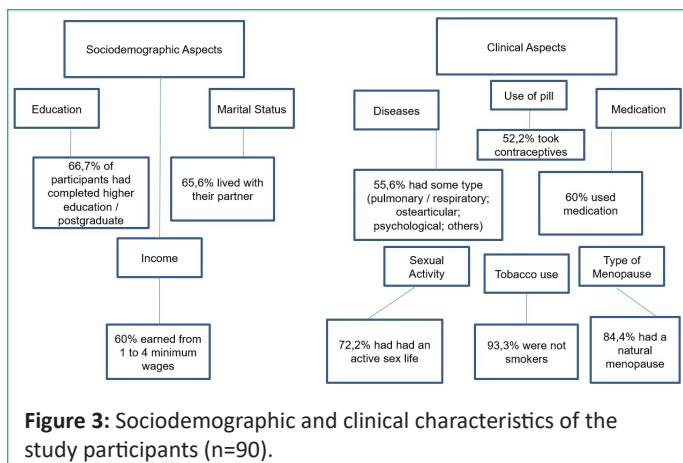 Sociodemographic Aspects
Education
Marital Status
66,7% of
participants had
completed higher
education /
postgraduate
65,6% lived with
their partner
Income
60% earned from
1 to 4 minimum
wages
Clinical Aspects
Diseases
Use of pill
Medication
52,2% took
contraceptives
55,6% had some type
(pulmonary / respiratory;
ostearticular;
psychological; others)
60% used
medication
Sexual
Activity
Tobacco use
Type of
Menopause
72,2% had had an
active sex life
93,3% were not
smokers
84,4% had a
natural
menopause
Figure 3: Sociodemographic and clinical characteristics of the
study participants (n=90).